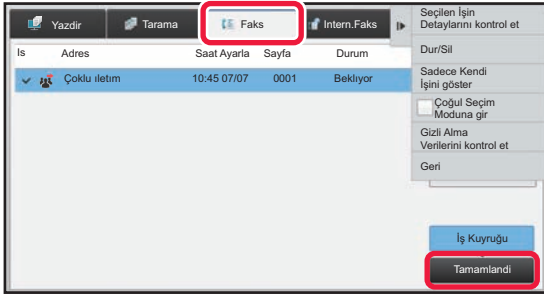 Yazdir
Tarama
Faks
Intern.Faks
Is
Adres
Saat Ayarla
Sayfa
Durum
Çoklu ıletım
10:45 07/07
0001
Beklıyor
Seçilen İşin
Detaylarını kontrol et
Dur/Sil
Sadece Kendi
İşini göster
Çoğul Seçim
Moduna gir
Gizli Alma
Verilerini kontrol et
Geri
İş Kuyruğu
Tamamlandi